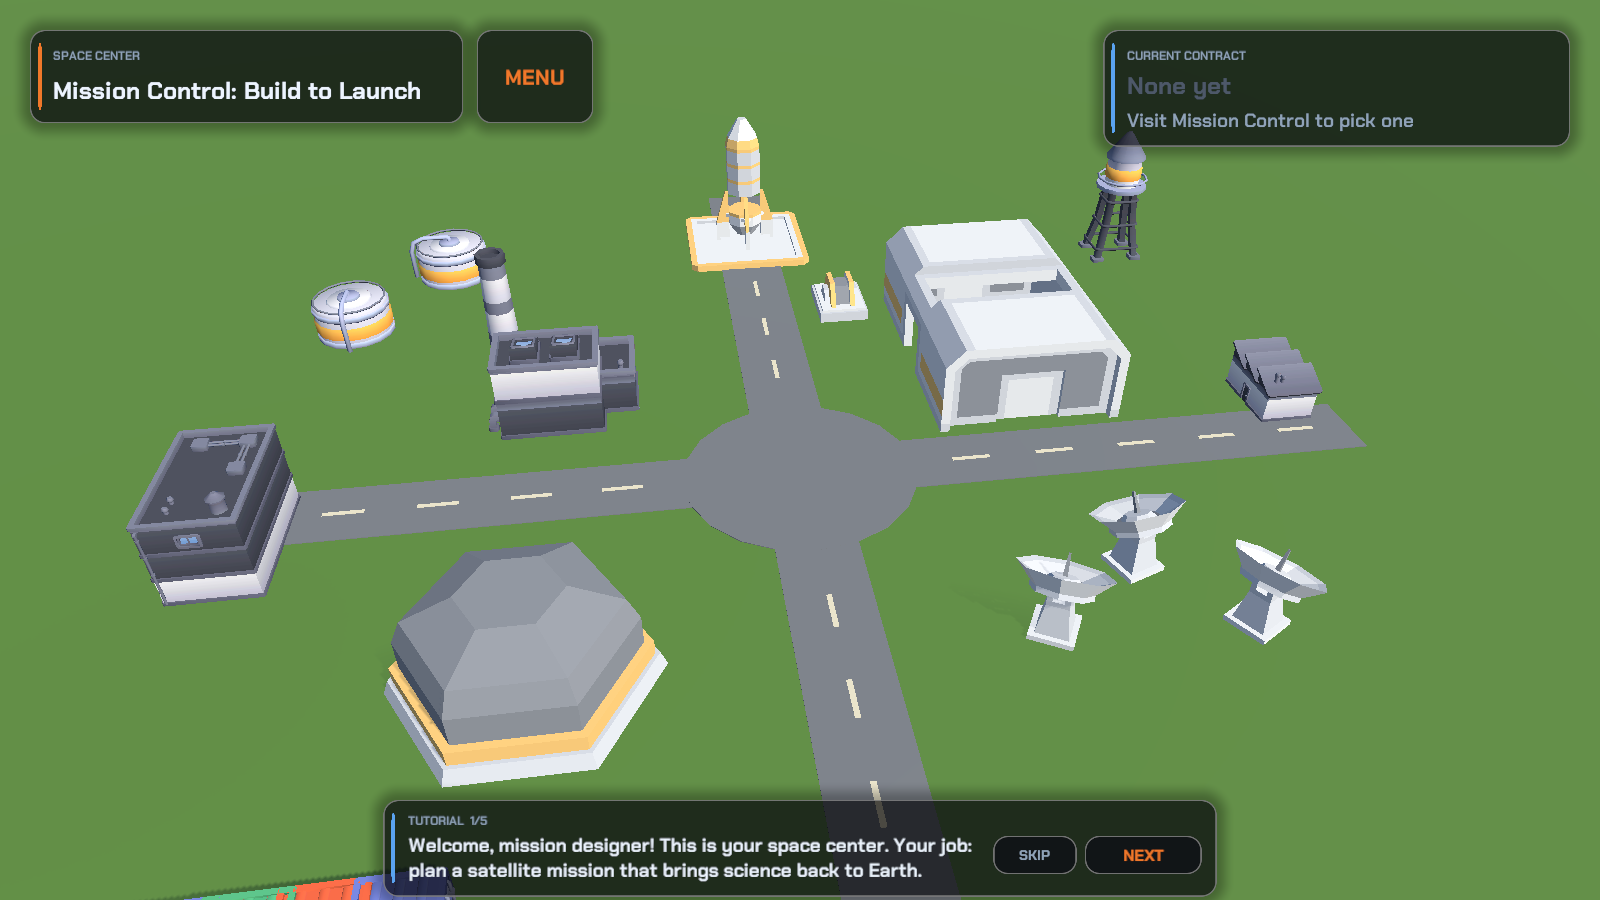 SPACE CENTER
Mission Control: Build to Launch
MENU
CURRENT CONTRACT
None yet
Visit Mission Control to pick one
TUTORIAL 1/5
Welcome, mission designer! This is your space center. Your job:
plan a satellite mission that brings science back to Earth.
SKIP
NEXT